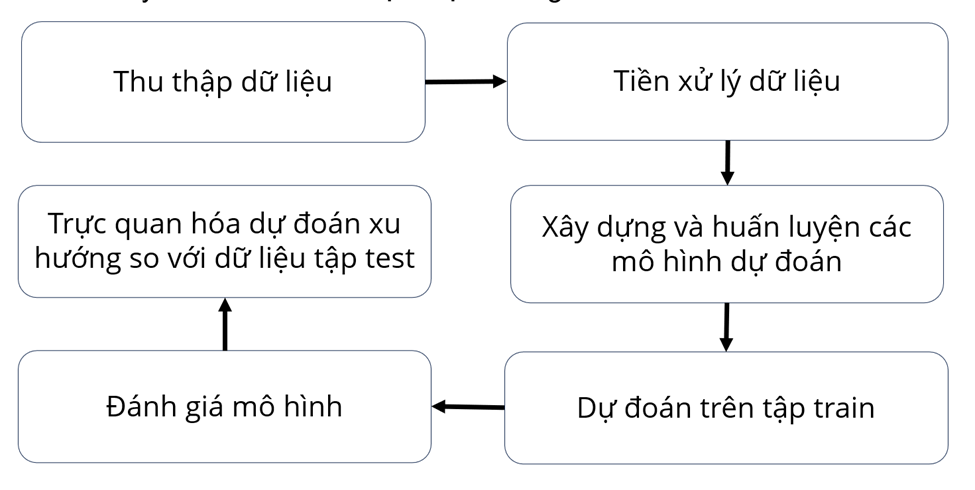 Thu thập dữ liệu
Tiền xử lý dữ liệu
Xây dựng và huấn luyện các
mô hình dự đoán
Dự đoán trên tập train
Đánh giá mô hình
Trực quan hóa dự đoán xu
hướng so với dữ liệu tập test